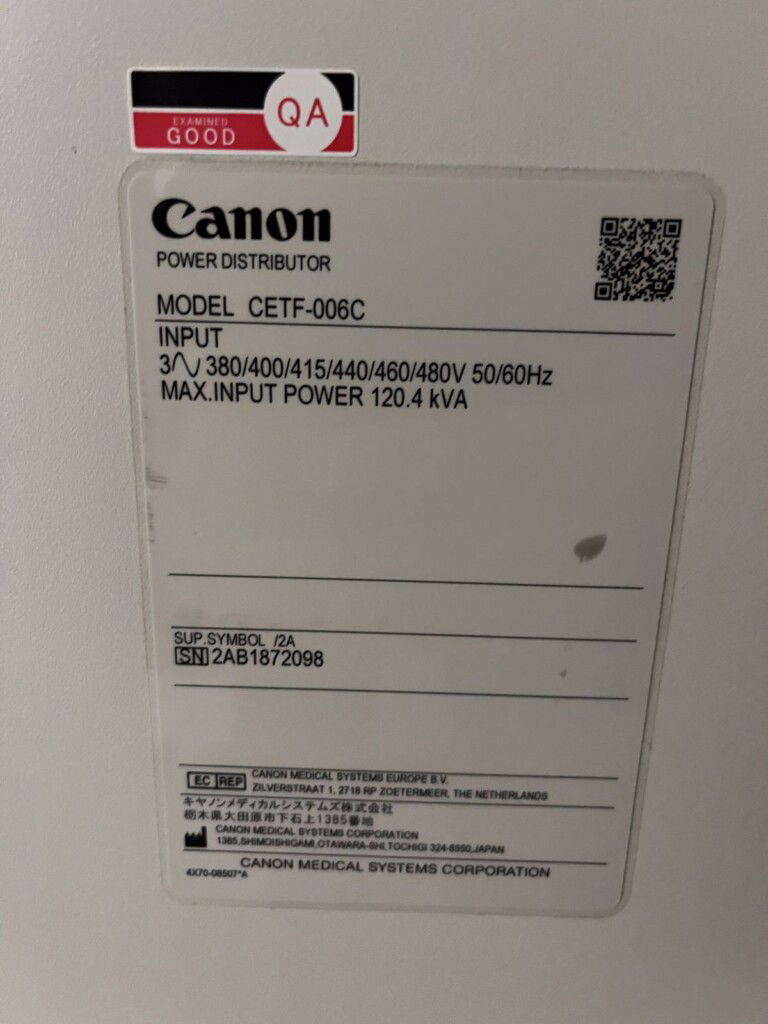 EXAMINED
GOOD
QA
Canon
POWER DISTRIBUTOR
MODEL CETF-006C
INPUT
3∿ 380/400/415/440/460/480V 50/60Hz
MAX.INPUT POWER 120.4 kVA
SUP.SYMBOL /2A
SN 2AB1872098
EC REP CANON MEDICAL SYSTEMS EUROPE B.V.
ZILVERSTRAAT 1, 2718 RP ZOETERMEER, THE NETHERLANDS
キヤノンメディカルシステムズ株式会社
栃木県大田原市下石上1385番地
CANON MEDICAL SYSTEMS CORPORATION
1385,SHIMOISHIGAMI,OTAWARA-SHI,TOCHIGI 324-8550,JAPAN
CANON MEDICAL SYSTEMS CORPORATION
4X70-08507*A